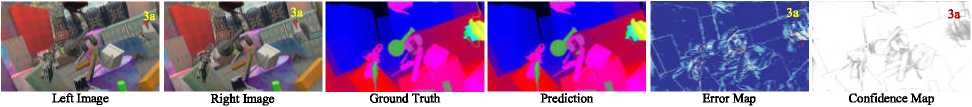 3a
3a
3a
3a
Left Image
Right Image
Ground Truth
Prediction
Error Map
Confidence Map